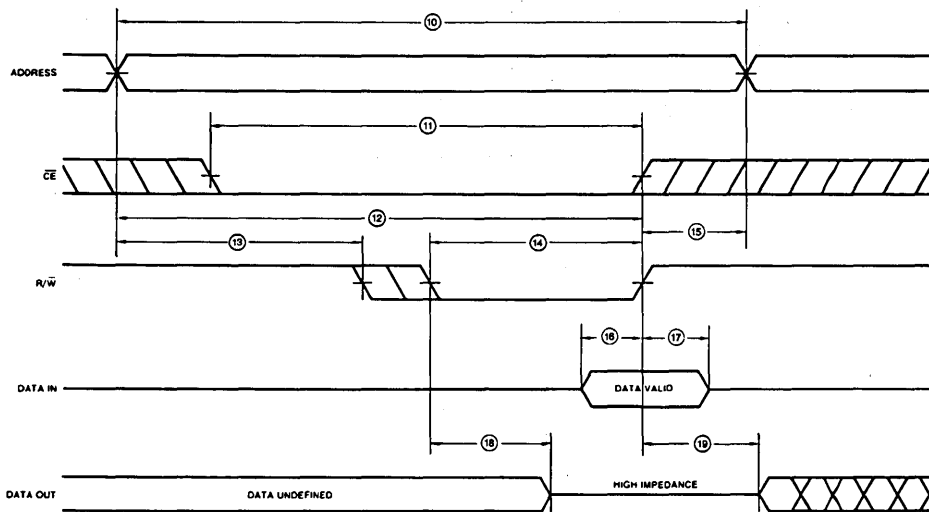 ⑩
ADDRESS
⑪
C̅E̅
⑫
⑬ ⑭ ⑮
R/W̅
⑯ ⑰
DATA IN DATA VALID
⑱ ⑲
DATA OUT DATA UNDEFINED HIGH IMPEDANCE